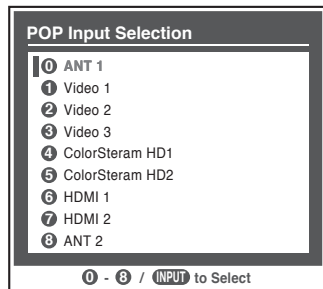 POP Input Selection
0 ANT 1
1 Video 1
2 Video 2
3 Video 3
4 ColorSteram HD1
5 ColorSteram HD2
6 HDMI 1
7 HDMI 2
8 ANT 2
0 - 8 / INPUT to Select